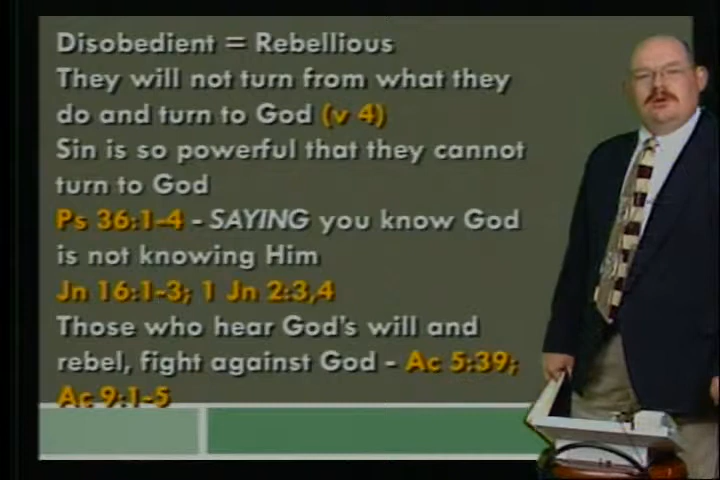 Disobedient = Rebellious
They will not turn from what they
do and turn to God (v 4)
Sin is so powerful that they cannot
turn to God
Ps 36:1-4 - SAYING you know God
is not knowing Him
Jn 16:1-3; 1 Jn 2:3,4
Those who hear God's will and
rebel, fight against God - Ac 5:39;
Ac 9:1-5